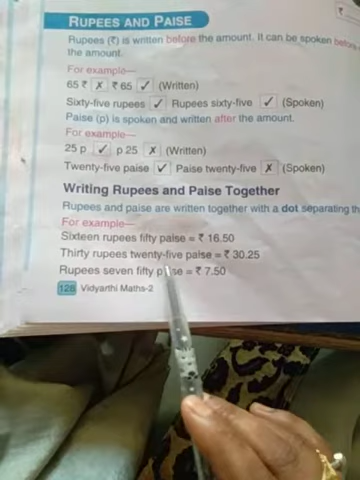 RUPEES AND PAISE
Rupees (₹) is written before the amount. It can be spoken before
the amount.
For example—
65 ₹ ✗ ₹ 65 ✓ (Written)
Sixty-five rupees ✓ Rupees sixty-five ✓ (Spoken)
Paise (p) is spoken and written after the amount.
For example—
25 p ✓ p 25 ✗ (Written)
Twenty-five paise ✓ Paise twenty-five ✗ (Spoken)
Writing Rupees and Paise Together
Rupees and paise are written together with a dot separating
For example—
Sixteen rupees fifty paise = ₹ 16.50
Thirty rupees twenty-five paise = ₹ 30.25
Rupees seven fifty paise = ₹ 7.50
128 Vidyarthi Maths-2